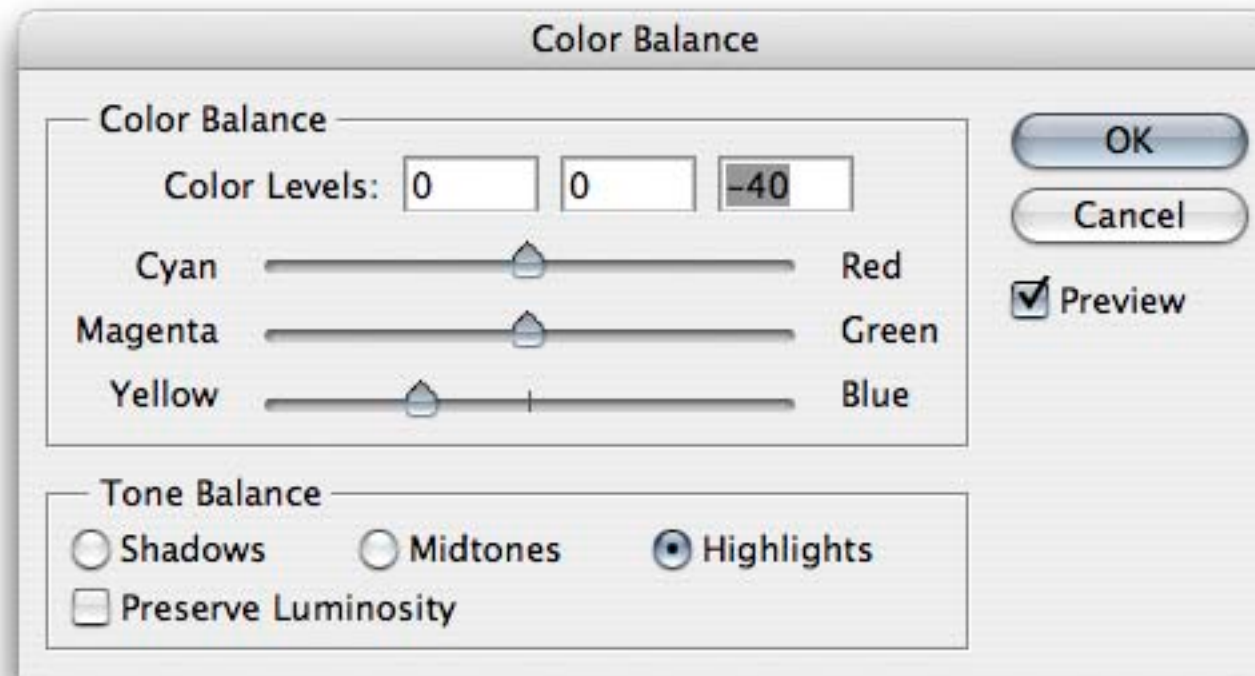 Color Balance
Color Balance
Color Levels: 0 0 -40
Cyan Red
Magenta Green
Yellow Blue
OK
Cancel
Preview
Tone Balance
Shadows Midtones Highlights
Preserve Luminosity